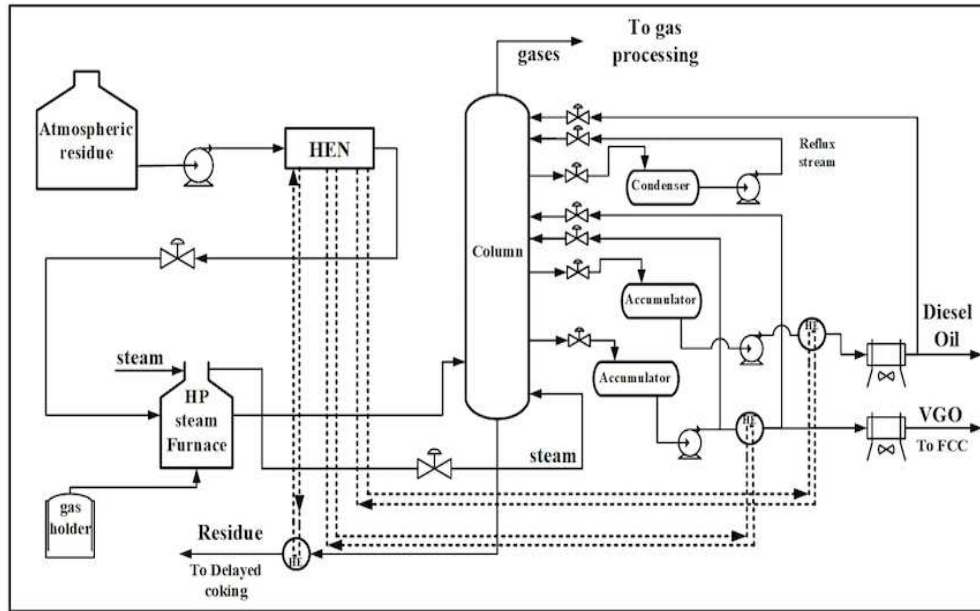 To gas
processing
gases
Atmospheric
residue
HEN
Reflux
stream
Condenser
Column
Accumulator
Diesel
Oil
HE
steam
HP
steam
Furnace
Accumulator
HE
VGO
To FCC
steam
gas
holder
Residue
To Delayed
coking
HE